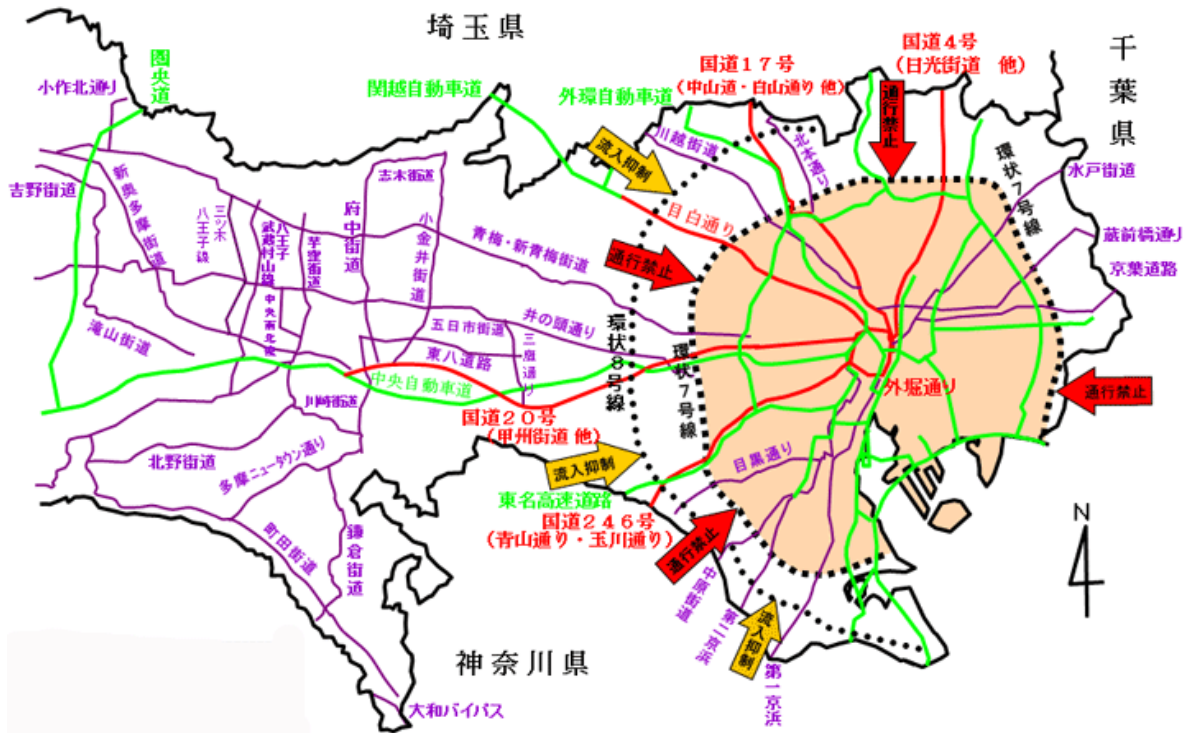 埼玉県
千葉県
神奈川県
圏央道
小作北通り
関越自動車道
外環自動車道
国道17号
(中山道・白山通り 他)
国道4号
(日光街道 他)
通行禁止
流入抑制
川越街道
北本通り
環状7号線
水戸街道
蔵前橋通り
京葉道路
吉野街道
新奥多摩街道
三ツ木
八王子線
八王子
武蔵村山線
芋窪街道
府中街道
志木街道
小金井街道
青梅・新青梅街道
目白通り
通行禁止
中央南北線
五日市街道
井の頭通り
三鷹通り
東八道路
環状8号線
環状7号線
滝山街道
中央自動車道
川崎街道
国道20号
(甲州街道 他)
外堀通り
通行禁止
北野街道
多摩ニュータウン通り
流入抑制
目黒通り
東名高速道路
国道246号
(青山通り・玉川通り)
通行禁止
町田街道
鎌倉街道
中原街道
第二京浜
流入抑制
第一京浜
大和バイパス
N